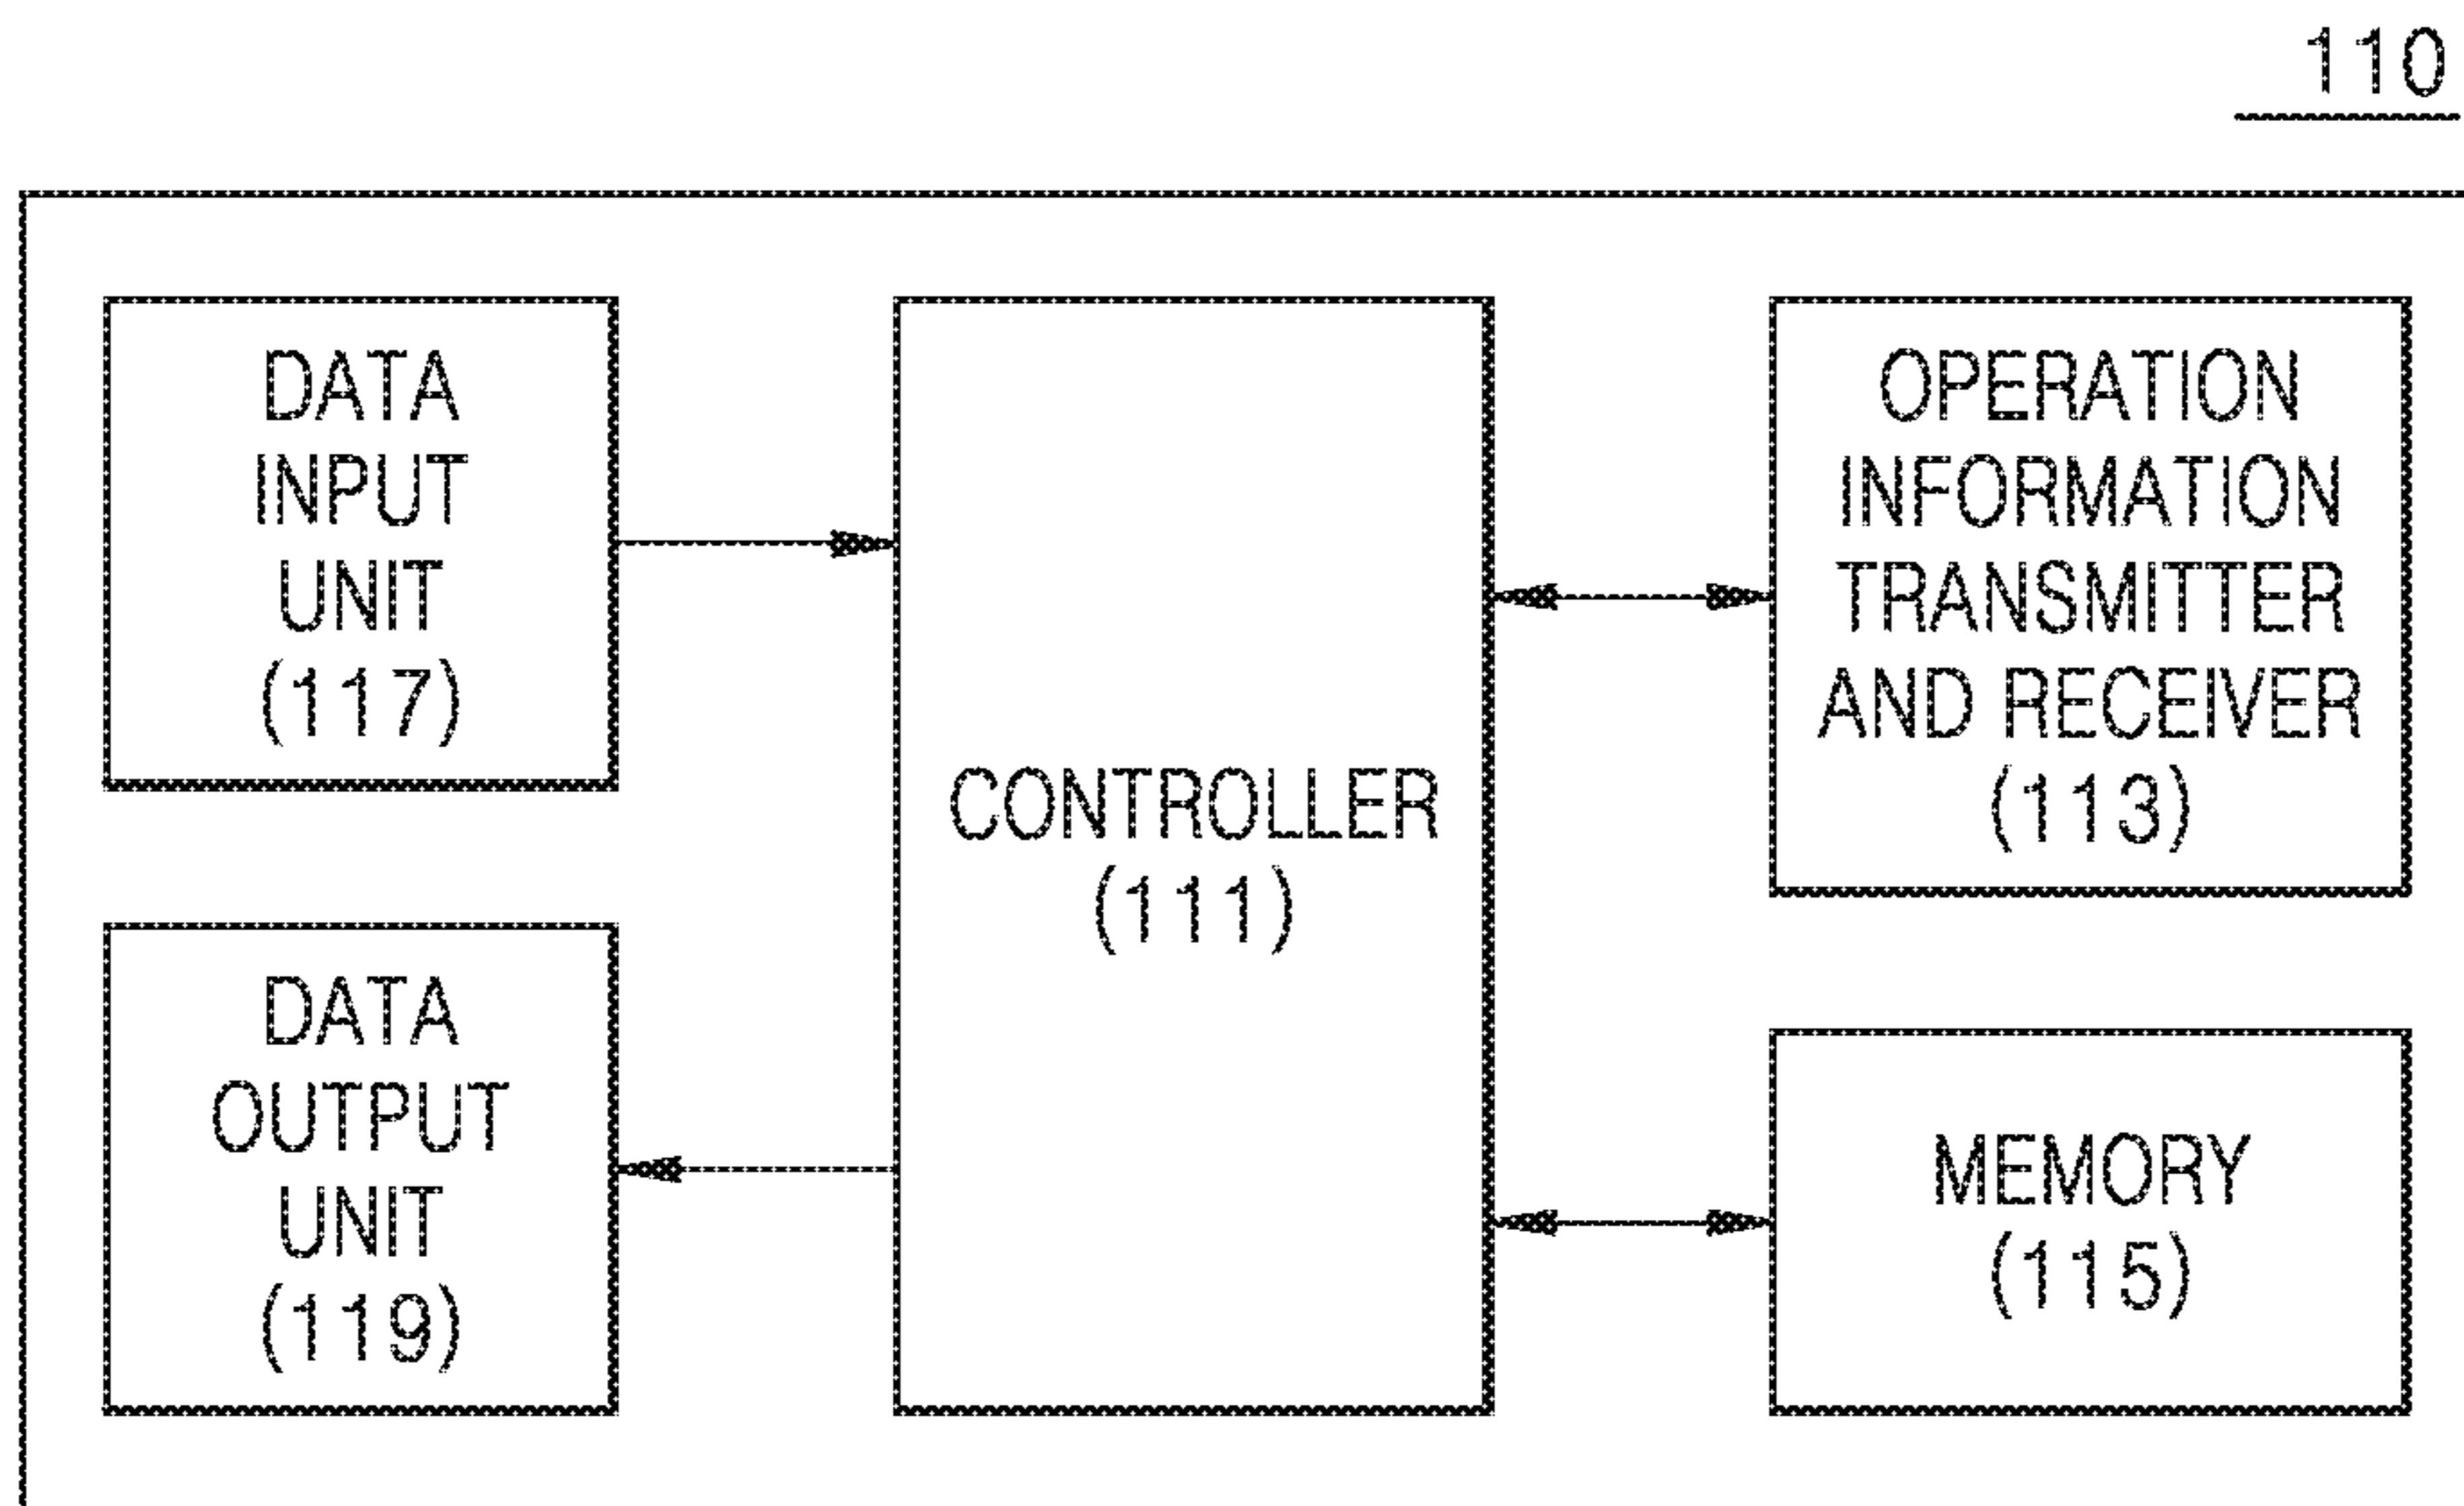 110
DATA
INPUT
UNIT
(117)
CONTROLLER
(111)
OPERATION
INFORMATION
TRANSMITTER
AND RECEIVER
(113)
DATA
OUTPUT
UNIT
(119)
MEMORY
(115)